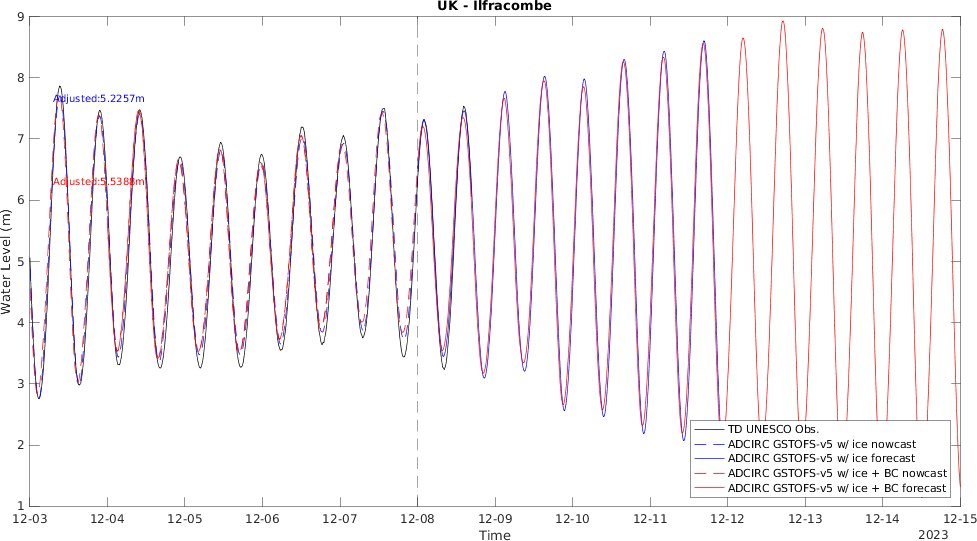 UK - Ilfracombe
9
8
7
6
5
4
3
2
1
Water Level (m)
Adjusted:5.2257m
Adjusted:5.5388m
TD UNESCO Obs.
ADCIRC GSTOFS-v5 w/ ice nowcast
ADCIRC GSTOFS-v5 w/ ice forecast
ADCIRC GSTOFS-v5 w/ ice + BC nowcast
ADCIRC GSTOFS-v5 w/ ice + BC forecast
12-03 12-04 12-05 12-06 12-07 12-08 12-09 12-10 12-11 12-12 12-13 12-14 12-15
Time
2023